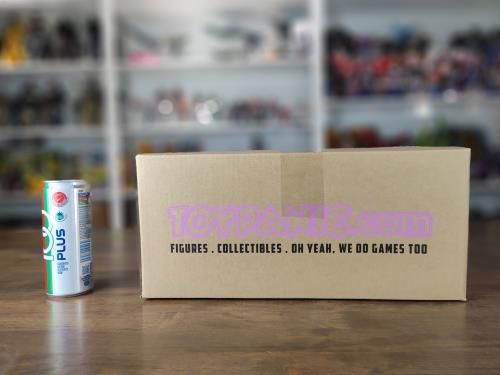 100
PLUS
TOYPANIC.com
FIGURES . COLLECTIBLES . OH YEAH, WE DO GAMES TOO